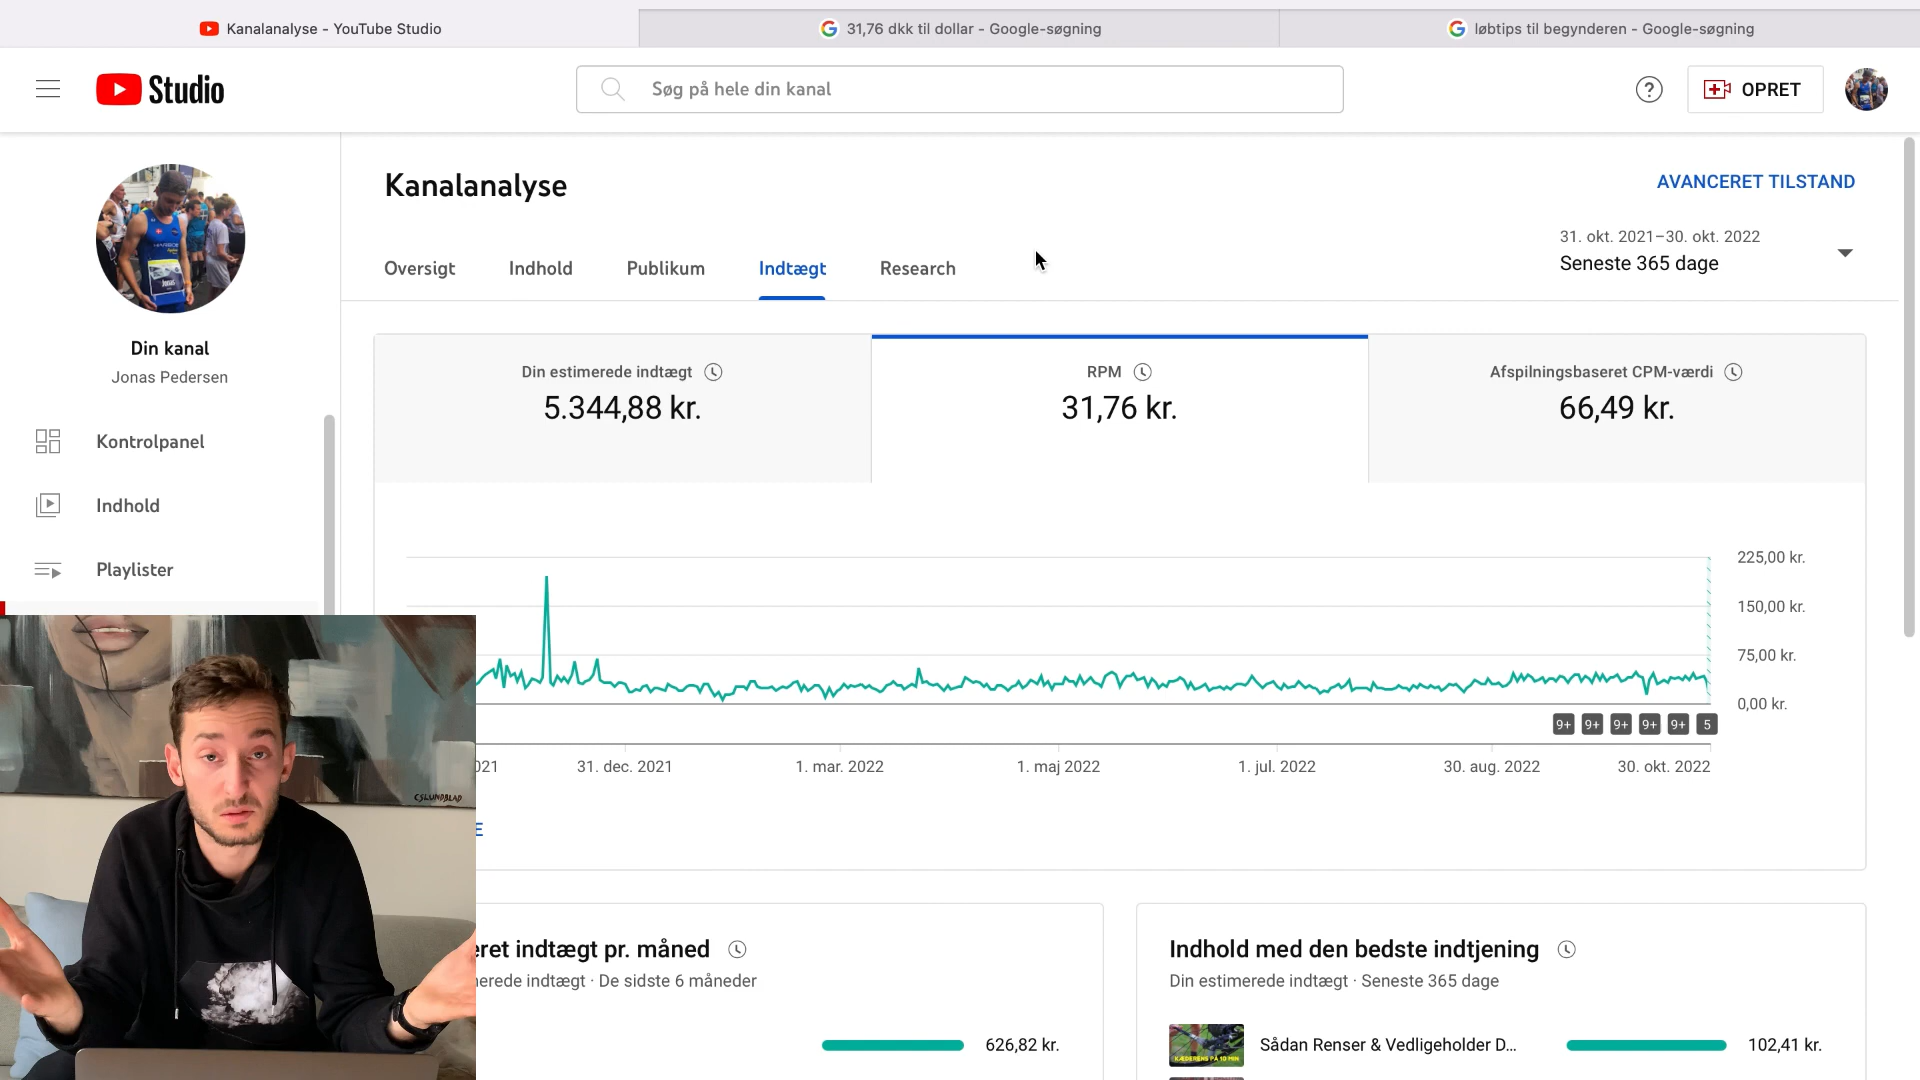 Kanalanalyse - YouTube Studio
31,76 dkk til dollar - Google-søgning
løbtips til begynderen - Google-søgning
Studio
Søg på hele din kanal
?
OPRET
Kanalanalyse
AVANCERET TILSTAND
Oversigt
Indhold
Publikum
Indtægt
Research
31. okt. 2021–30. okt. 2022
Seneste 365 dage
Din kanal
Jonas Pedersen
Kontrolpanel
Indhold
Playlister
Din estimerede indtægt
5.344,88 kr.
RPM
31,76 kr.
Afspilningsbaseret CPM-værdi
66,49 kr.
225,00 kr.
150,00 kr.
75,00 kr.
0,00 kr.
9+ 9+ 9+ 9+ 9+ 5
021
31. dec. 2021
1. mar. 2022
1. maj 2022
1. jul. 2022
30. aug. 2022
30. okt. 2022
E
CSLUNDBLAD
eret indtægt pr. måned
nerede indtægt · De sidste 6 måneder
626,82 kr.
Indhold med den bedste indtjening
Din estimerede indtægt · Seneste 365 dage
KÆDERENS PÅ 10 MIN
Sådan Renser & Vedligeholder D...
102,41 kr.